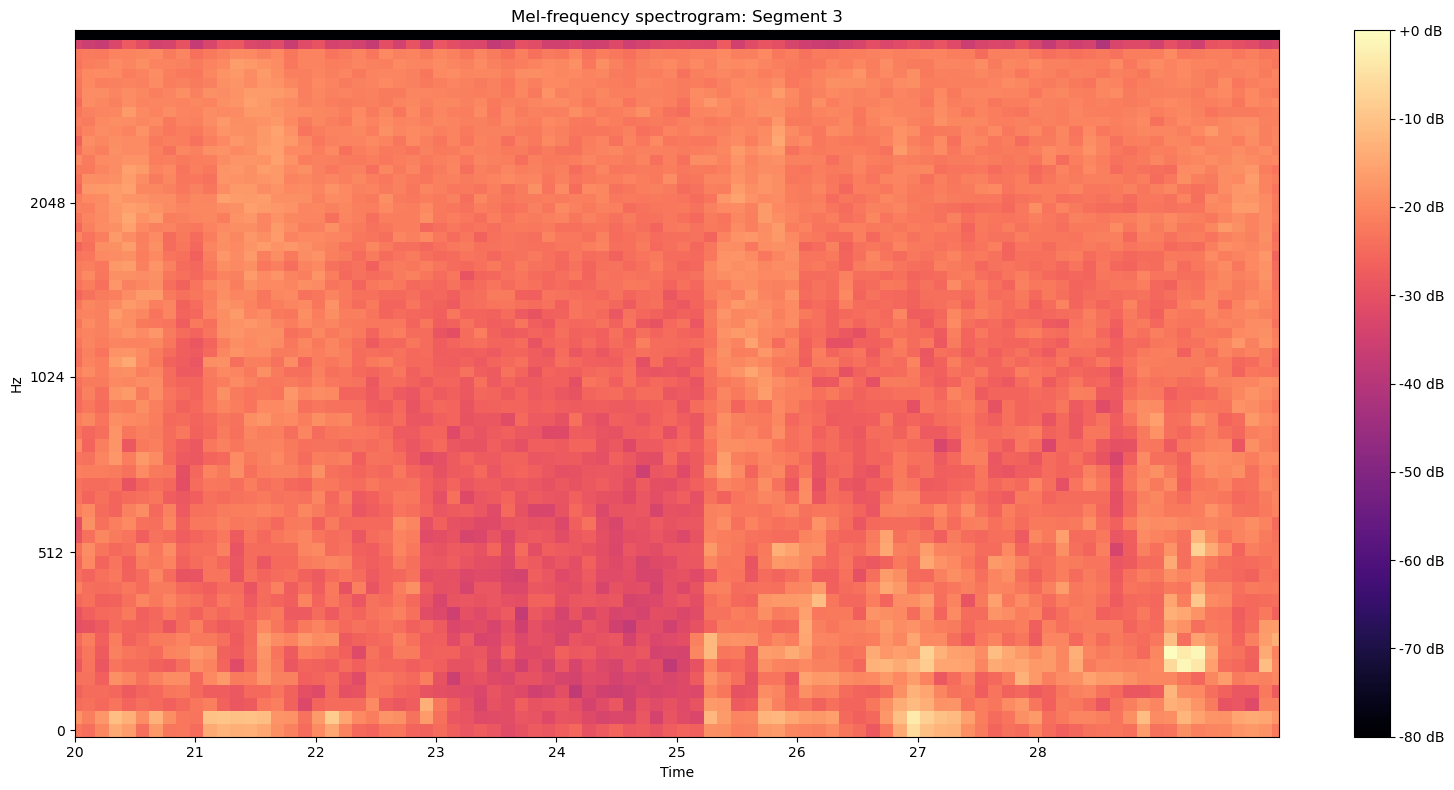 Mel-frequency spectrogram: Segment 3
Hz
2048
1024
512
0
20 21 22 23 24 25 26 27 28
Time
+0 dB
-10 dB
-20 dB
-30 dB
-40 dB
-50 dB
-60 dB
-70 dB
-80 dB